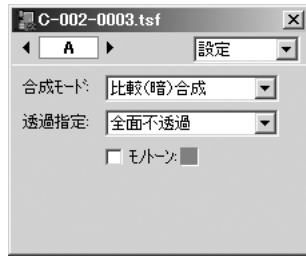 C-002-0003.tsf
A 設定
合成モード: 比較(暗)合成
透過指定: 全面不透過
モノトーン: